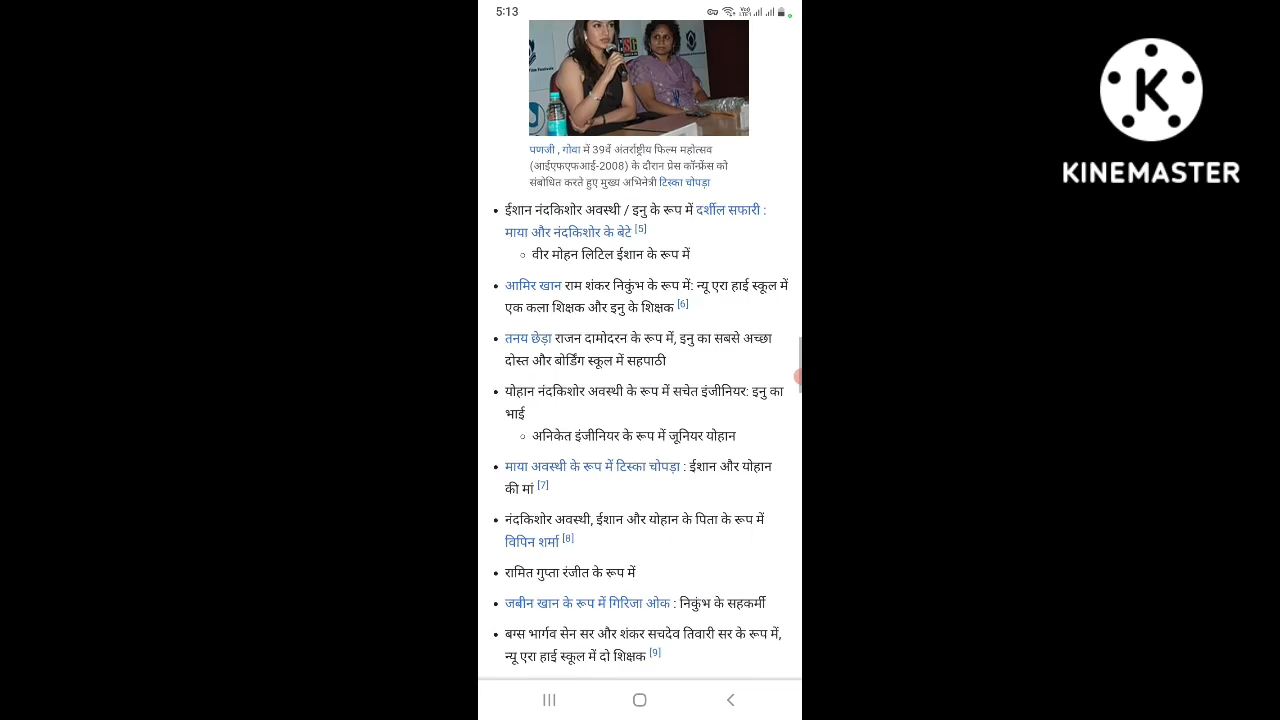 5:13
KINEMASTER
पणजी , गोवा में 39वें अंतर्राष्ट्रीय फिल्म महोत्सव
(आईएफएफआई-2008) के दौरान प्रेस कॉन्फ्रेंस को
संबोधित करते हुए मुख्य अभिनेत्री टिस्का चोपड़ा
• ईशान नंदकिशोर अवस्थी / इनु के रूप में दर्शील सफारी :
माया और नंदकिशोर के बेटे [5]
◦ वीर मोहन लिटिल ईशान के रूप में
• आमिर खान राम शंकर निकुंभ के रूप में: न्यू एरा हाई स्कूल में
एक कला शिक्षक और इनु के शिक्षक [6]
• तनय छेड़ा राजन दामोदरन के रूप में, इनु का सबसे अच्छा
दोस्त और बोर्डिंग स्कूल में सहपाठी
• योहान नंदकिशोर अवस्थी के रूप में सचेत इंजीनियर: इनु का
भाई
◦ अनिकेत इंजीनियर के रूप में जूनियर योहान
• माया अवस्थी के रूप में टिस्का चोपड़ा : ईशान और योहान
की मां [7]
• नंदकिशोर अवस्थी, ईशान और योहान के पिता के रूप में
विपिन शर्मा [8]
• रामित गुप्ता रंजीत के रूप में
• जबीन खान के रूप में गिरिजा ओक : निकुंभ के सहकर्मी
• बग्स भार्गव सेन सर और शंकर सचदेव तिवारी सर के रूप में,
न्यू एरा हाई स्कूल में दो शिक्षक [9]